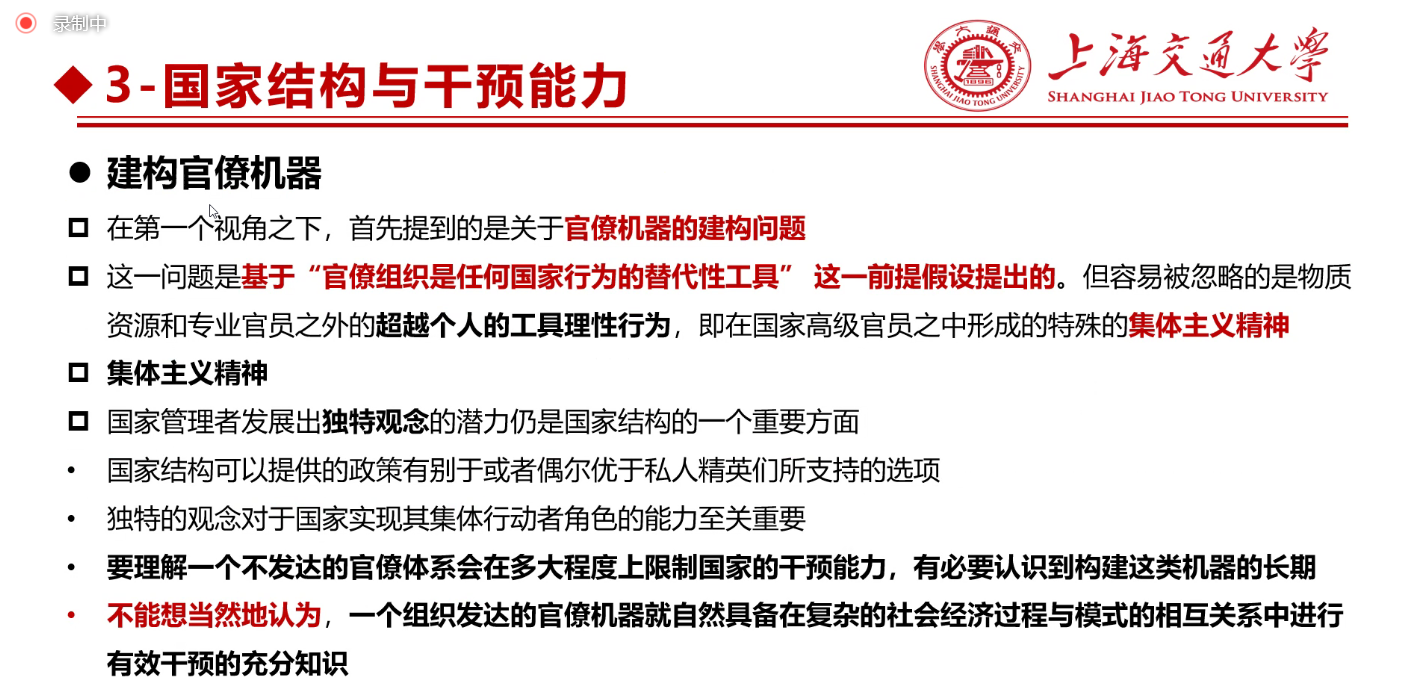 录制中
上海交通大学
SHANGHAI JIAO TONG UNIVERSITY
3-国家结构与干预能力
建构官僚机器
在第一个视角之下，首先提到的是关于官僚机器的建构问题
这一问题是基于“官僚组织是任何国家行为的替代性工具” 这一前提假设提出的。但容易被忽略的是物质
资源和专业官员之外的超越个人的工具理性行为，即在国家高级官员之中形成的特殊的集体主义精神
集体主义精神
国家管理者发展出独特观念的潜力仍是国家结构的一个重要方面
国家结构可以提供的政策有别于或者偶尔优于私人精英们所支持的选项
独特的观念对于国家实现其集体行动者角色的能力至关重要
要理解一个不发达的官僚体系会在多大程度上限制国家的干预能力，有必要认识到构建这类机器的长期
不能想当然地认为，一个组织发达的官僚机器就自然具备在复杂的社会经济过程与模式的相互关系中进行
有效干预的充分知识